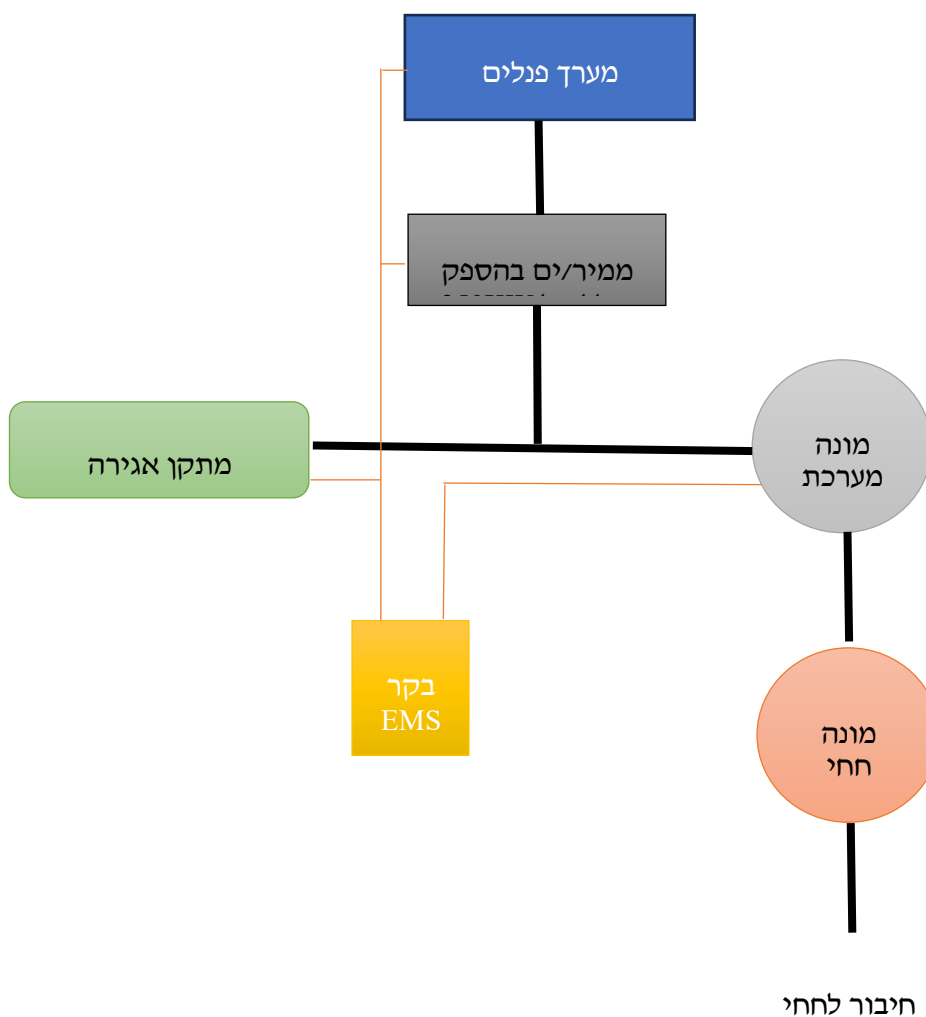 מערך פנלים
ממיר/ים בהספק
מתקן אגירה
מונה
מערכת
בקר
EMS
מונה
חחי
חיבור לחחי